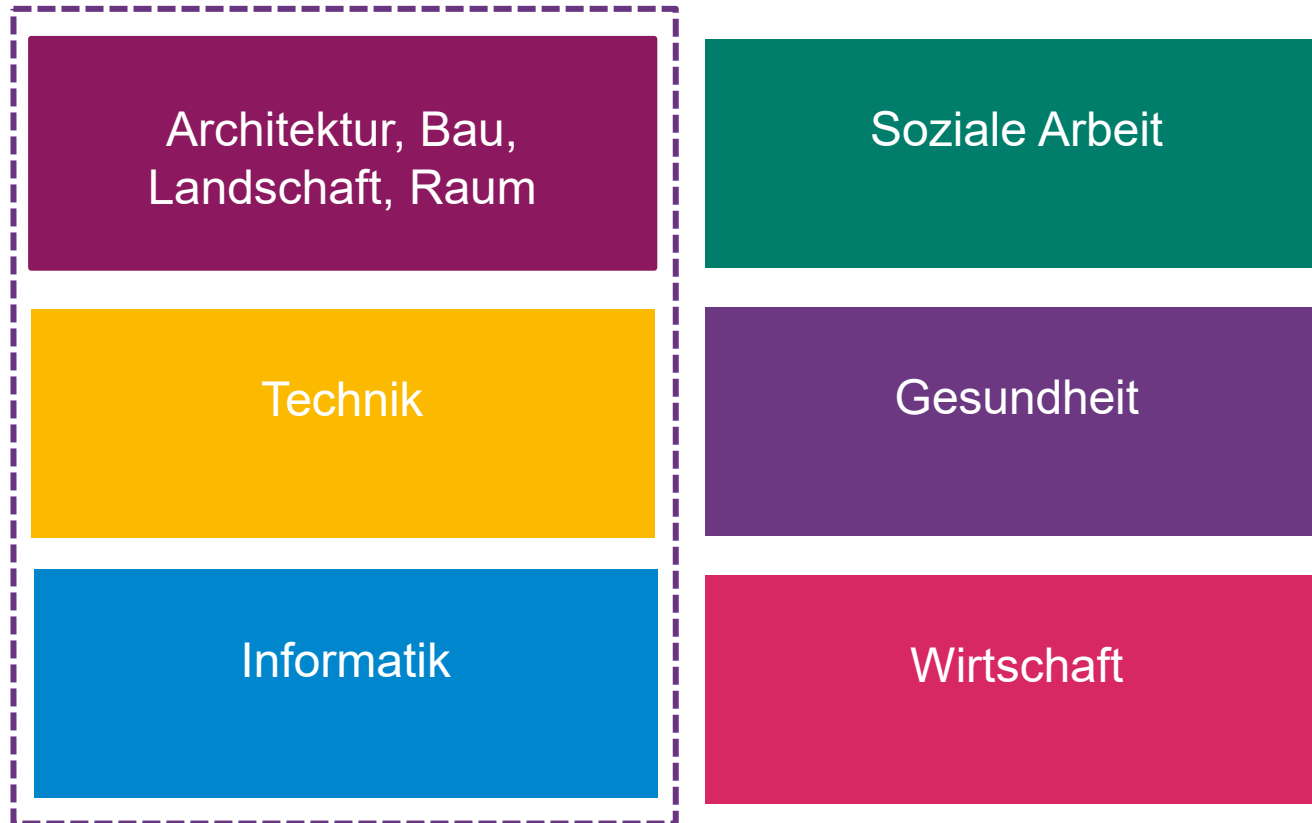 Architektur, Bau,
Landschaft, Raum
Technik
Informatik
Soziale Arbeit
Gesundheit
Wirtschaft